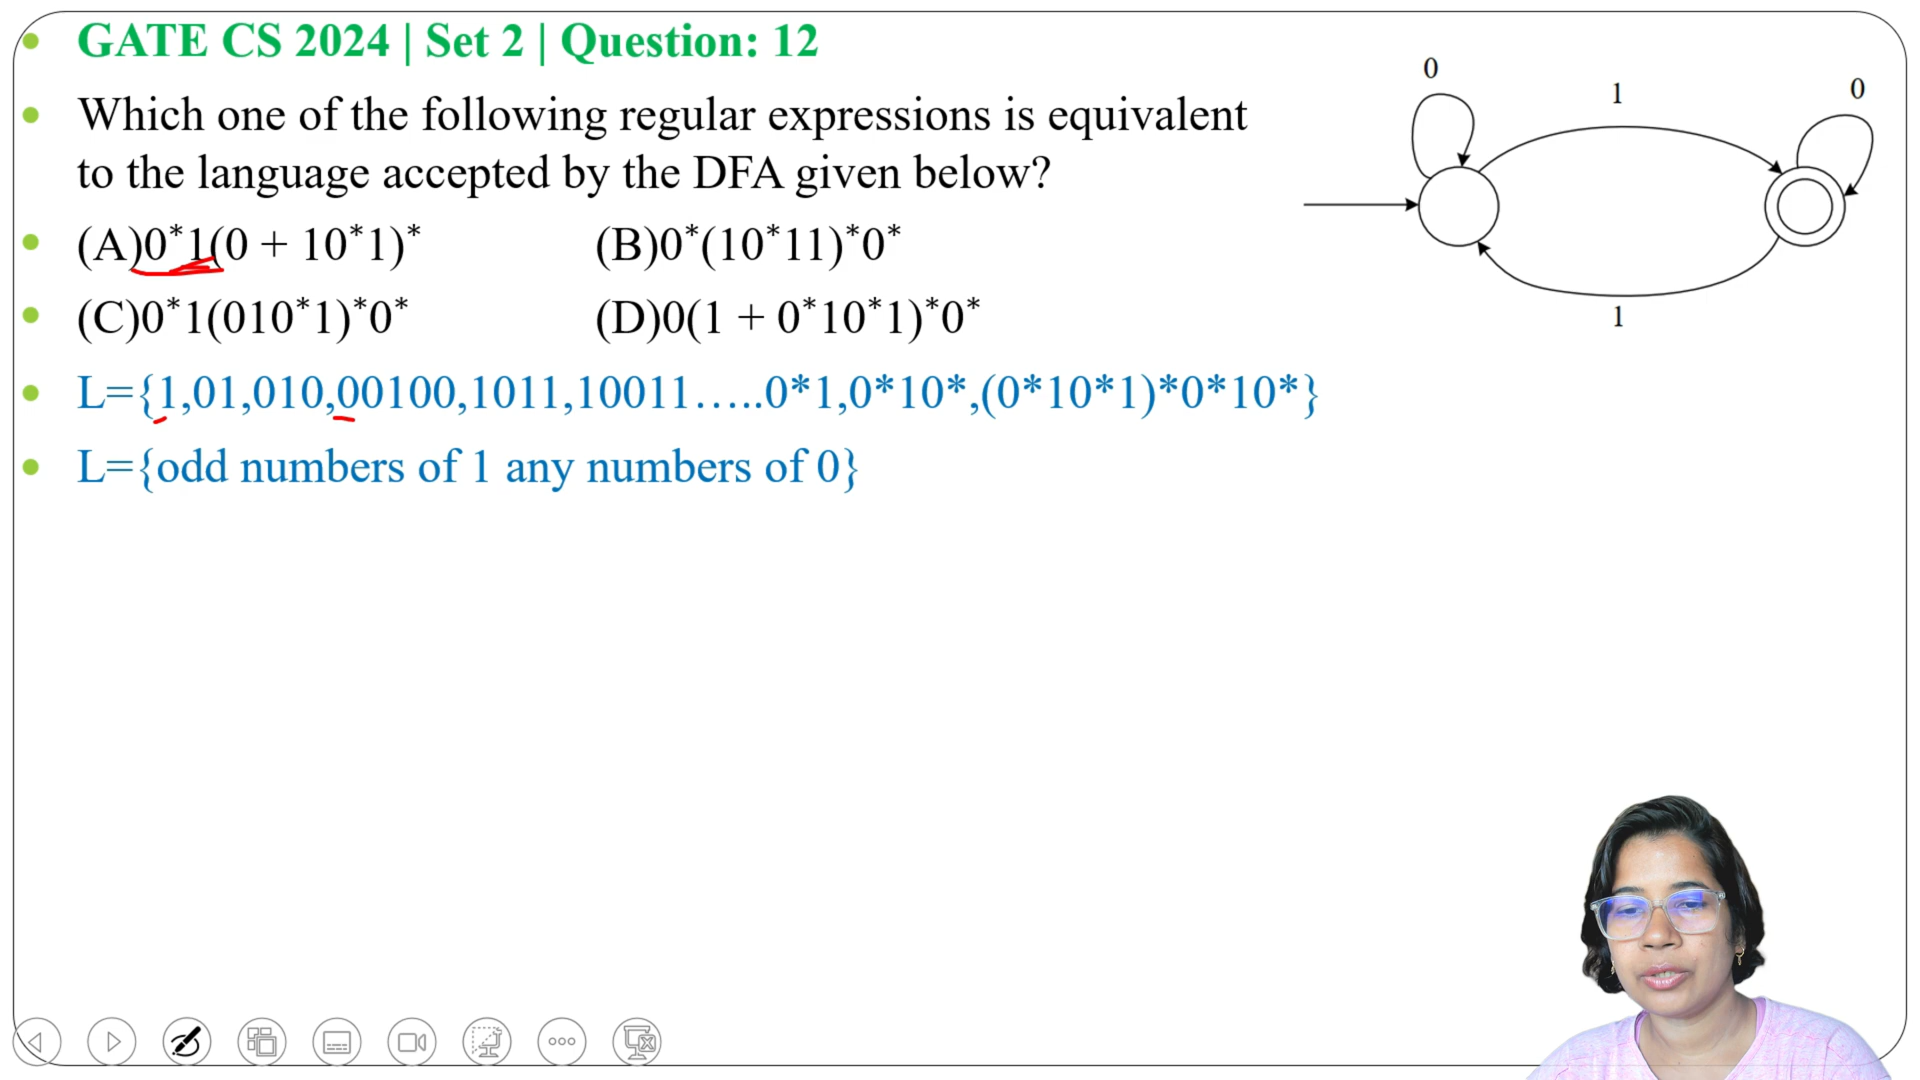 GATE CS 2024 | Set 2 | Question: 12
Which one of the following regular expressions is equivalent
to the language accepted by the DFA given below?
(A)0*1(0 + 10*1)* (B)0*(10*11)*0*
(C)0*1(010*1)*0* (D)0(1 + 0*10*1)*0*
L={1,01,010,00100,1011,10011…..0*1,0*10*,(0*10*1)*0*10*}
L={odd numbers of 1 any numbers of 0}
0
1
0
1